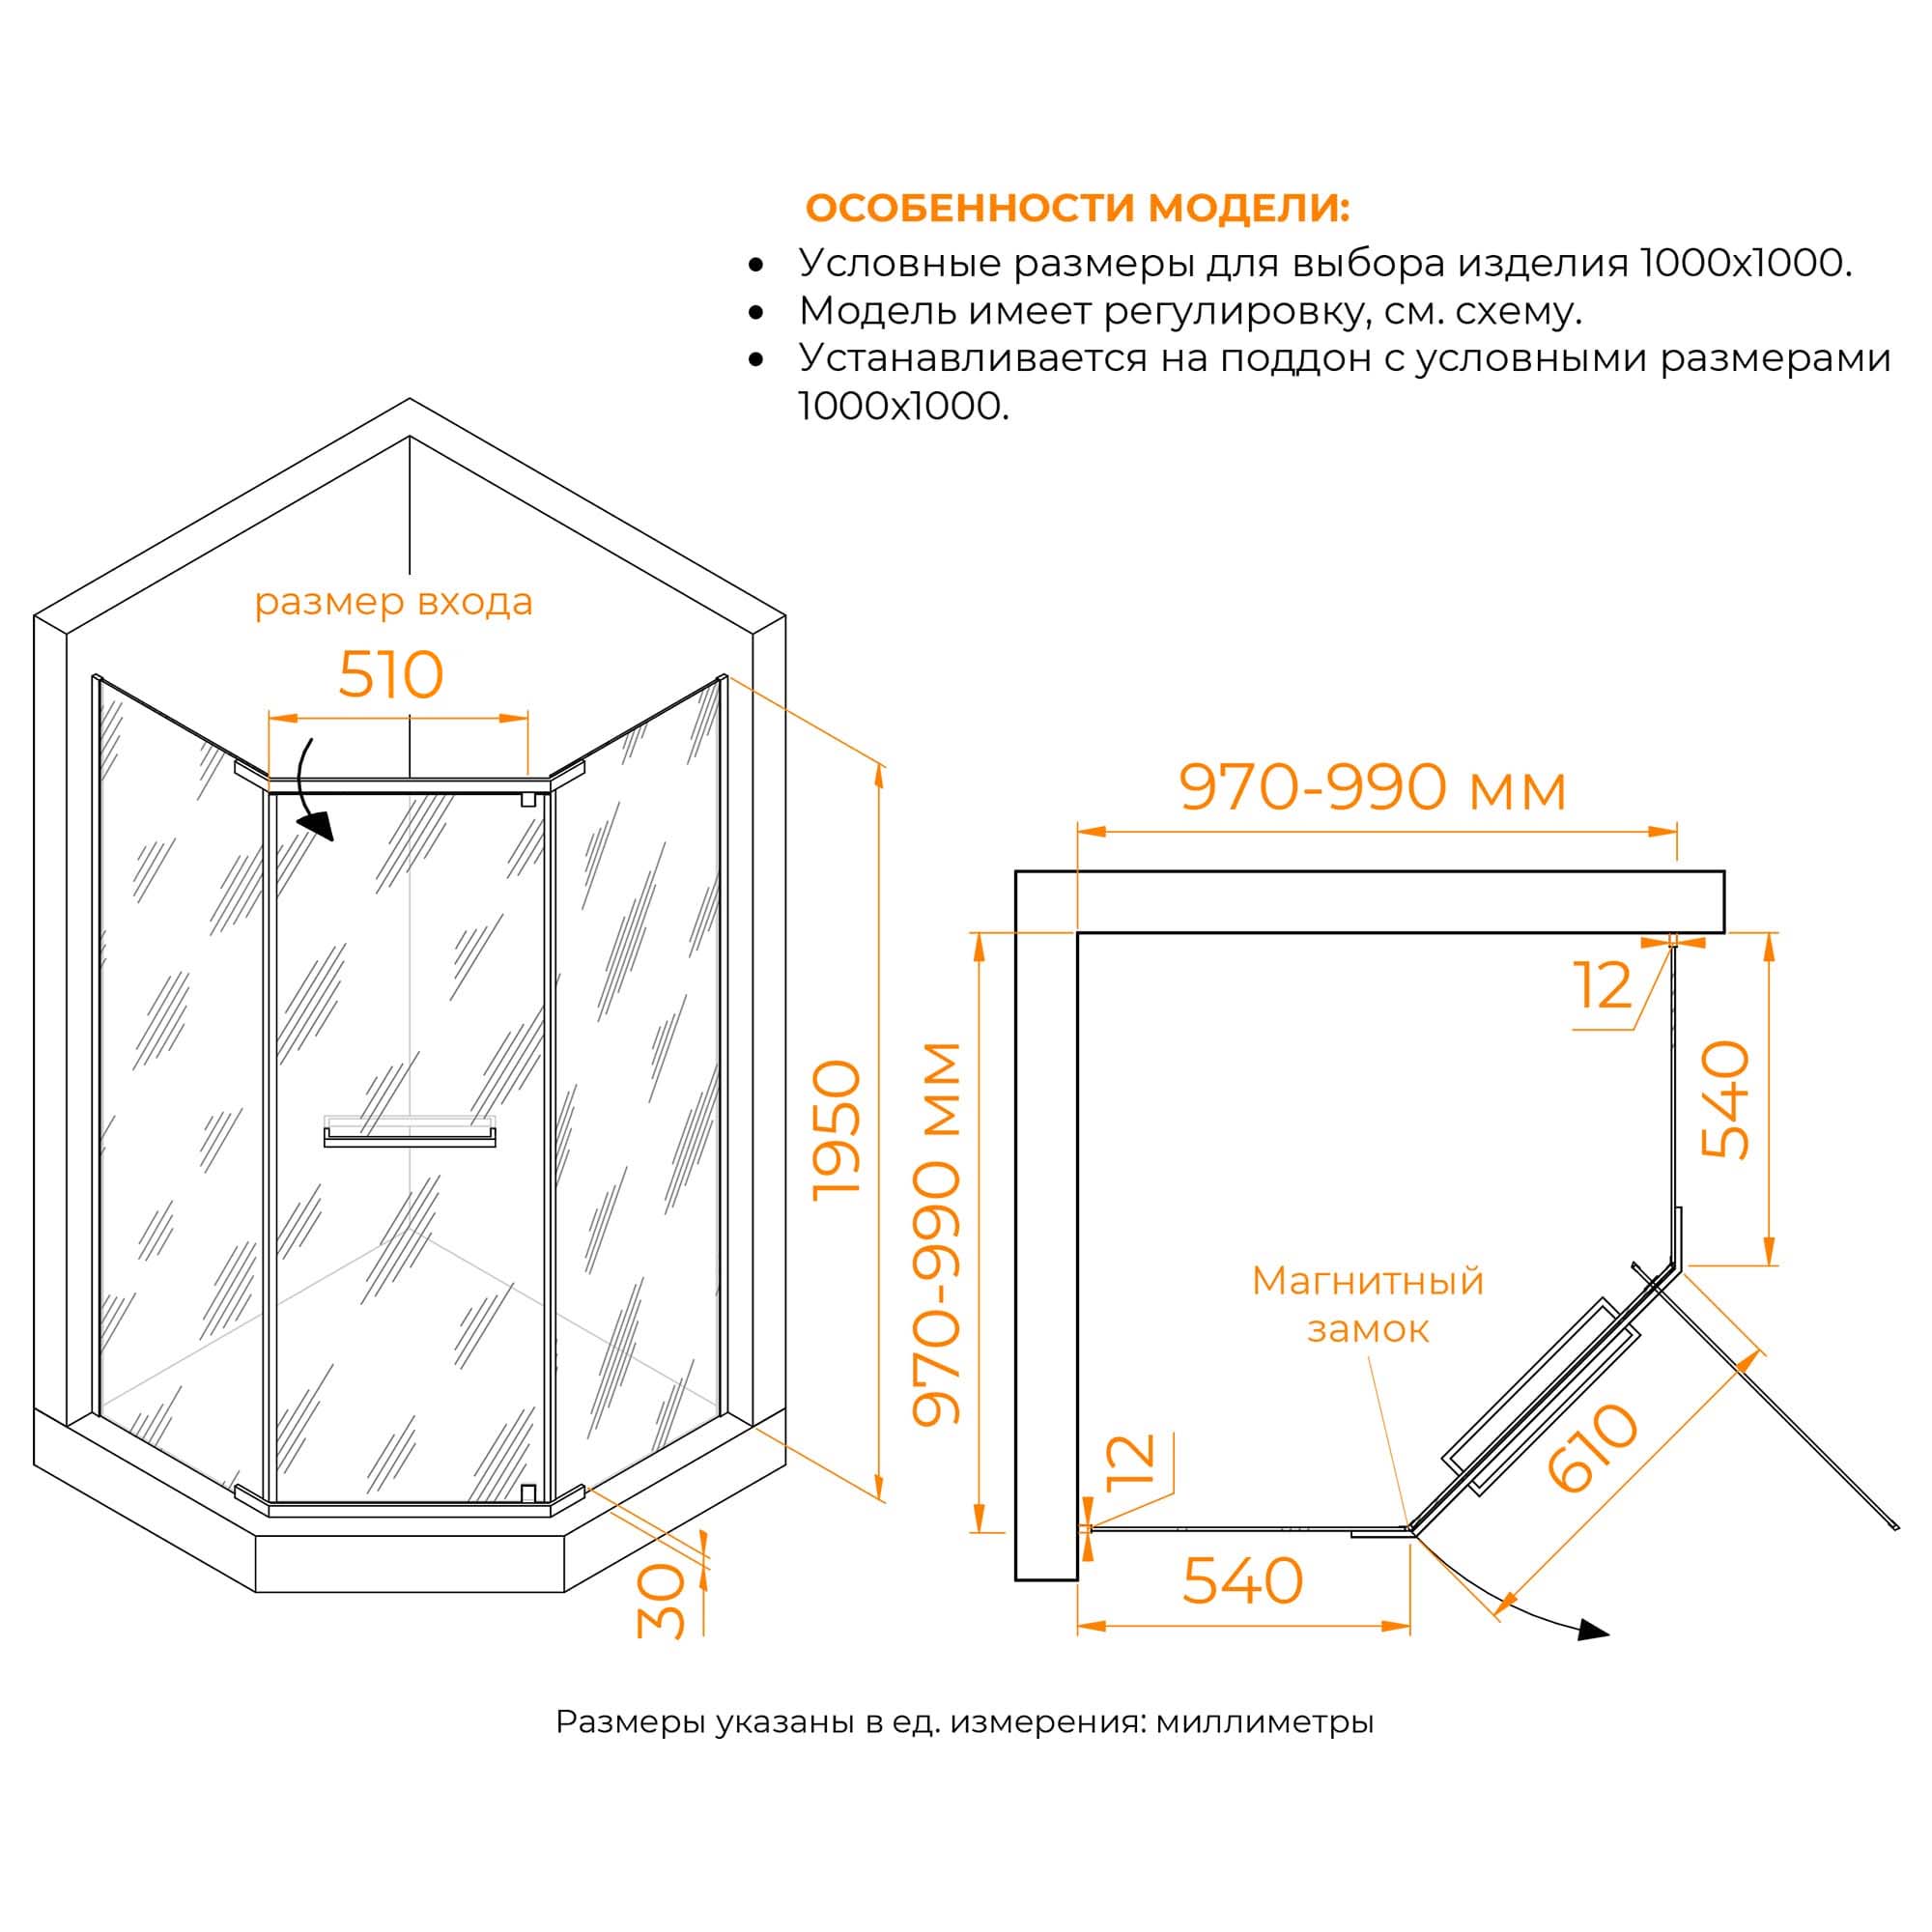 ОСОБЕННОСТИ МОДЕЛИ:
• Условные размеры для выбора изделия 1000х1000.
• Модель имеет регулировку, см. схему.
• Устанавливается на поддон с условными размерами
1000х1000.
размер входа
510
1950
30
970-990 мм
970-990 мм
12
540
Магнитный
замок
610
12
540
Размеры указаны в ед. измерения: миллиметры